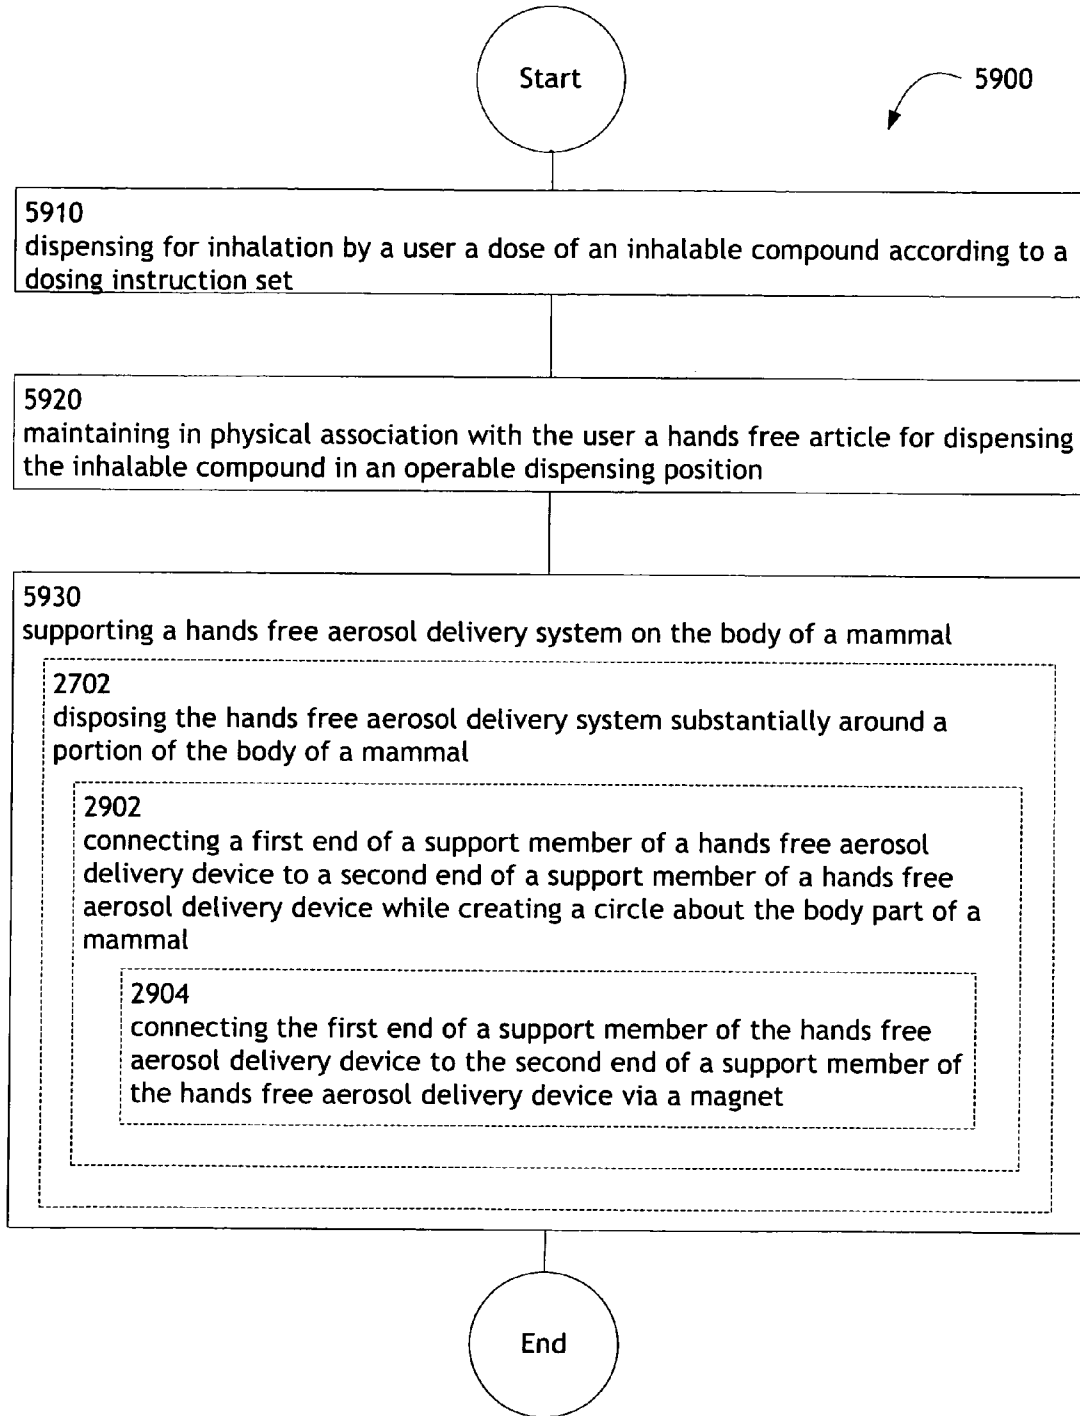 Start
5900
5910
dispensing for inhalation by a user a dose of an inhalable compound according to a
dosing instruction set
5920
maintaining in physical association with the user a hands free article for dispensing
the inhalable compound in an operable dispensing position
5930
supporting a hands free aerosol delivery system on the body of a mammal
2702
disposing the hands free aerosol delivery system substantially around a
portion of the body of a mammal
2902
connecting a first end of a support member of a hands free aerosol
delivery device to a second end of a support member of a hands free
aerosol delivery device while creating a circle about the body part of a
mammal
2904
connecting the first end of a support member of the hands free
aerosol delivery device to the second end of a support member of
the hands free aerosol delivery device via a magnet
End